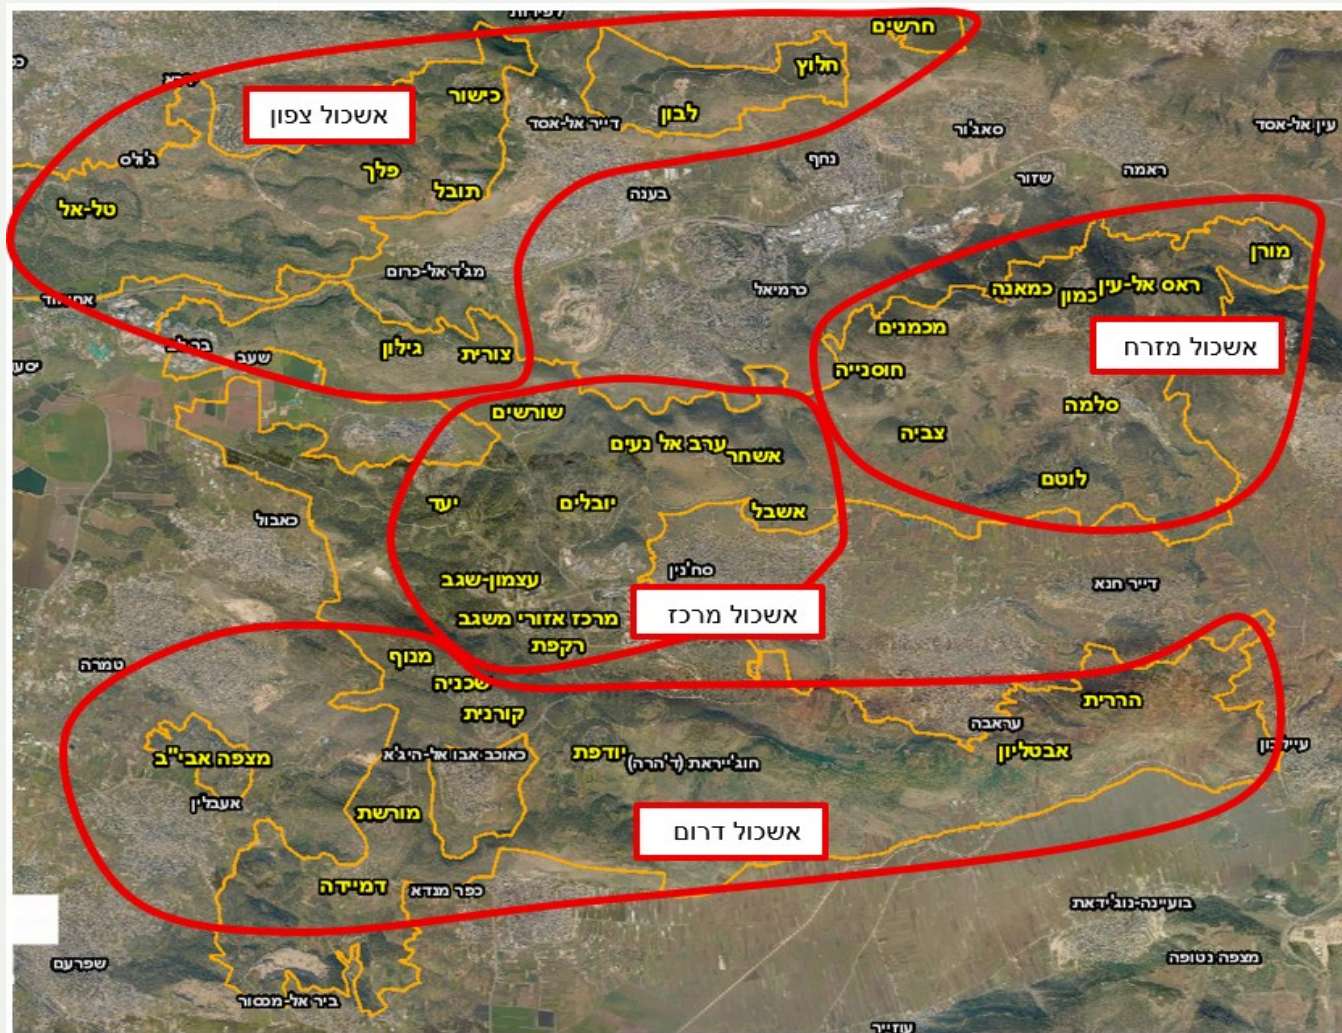 חרשים
חלוץ
כישור
אשכול צפון
לבון
דייר אל-אסד
סאג'ור
עין אל-אסד
ג'ולס
נחף
ראמה
פלך
שזור
תובל
בענה
טל-אל
מורן
מג'ד אל-כרום
כרמיאל
ראס אל-עין
כמאנה
כמון
מכמנים
אשכול מזרח
גילון
צורית
שעב
חוסנייה
סלמה
שורשים
צביה
ערב אל נעים
אשחר
לוטם
יעד
יובלים
אשבל
כאבול
סח'נין
דייר חנא
עצמון-שגב
אשכול מרכז
מרכז אזורי משגב
רקפת
מנוף
טמרה
שכניה
הררית
קורנית
עראבה
אבטליון
יודפת
כאוכב אבו אל-היג'א
מצפה אבי"ב
חוג'ייראת (ד'הרה)
אעבלין
מורשת
אשכול דרום
דמיידה
כפר מנדא
בועיינה-נוג'ידאת
מצפה נטופה
שפרעם
ביר אל-מכסור
עוזייר